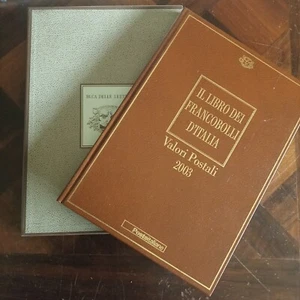 IL LIBRO DEI
FRANCOBOLLI
D'ITALIA
Valori Postali
2003
Posteitaliane